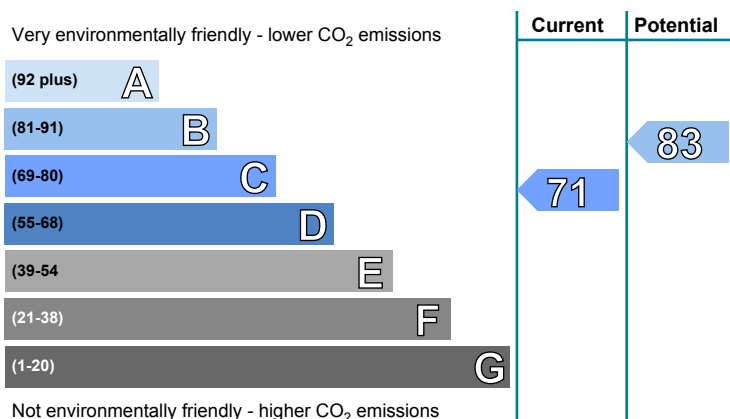 Very environmentally friendly - lower CO₂ emissions
Current
Potential
(92 plus) A
(81-91) B
83
(69-80) C
71
(55-68) D
(39-54 E
(21-38) F
(1-20) G
Not environmentally friendly - higher CO₂ emissions